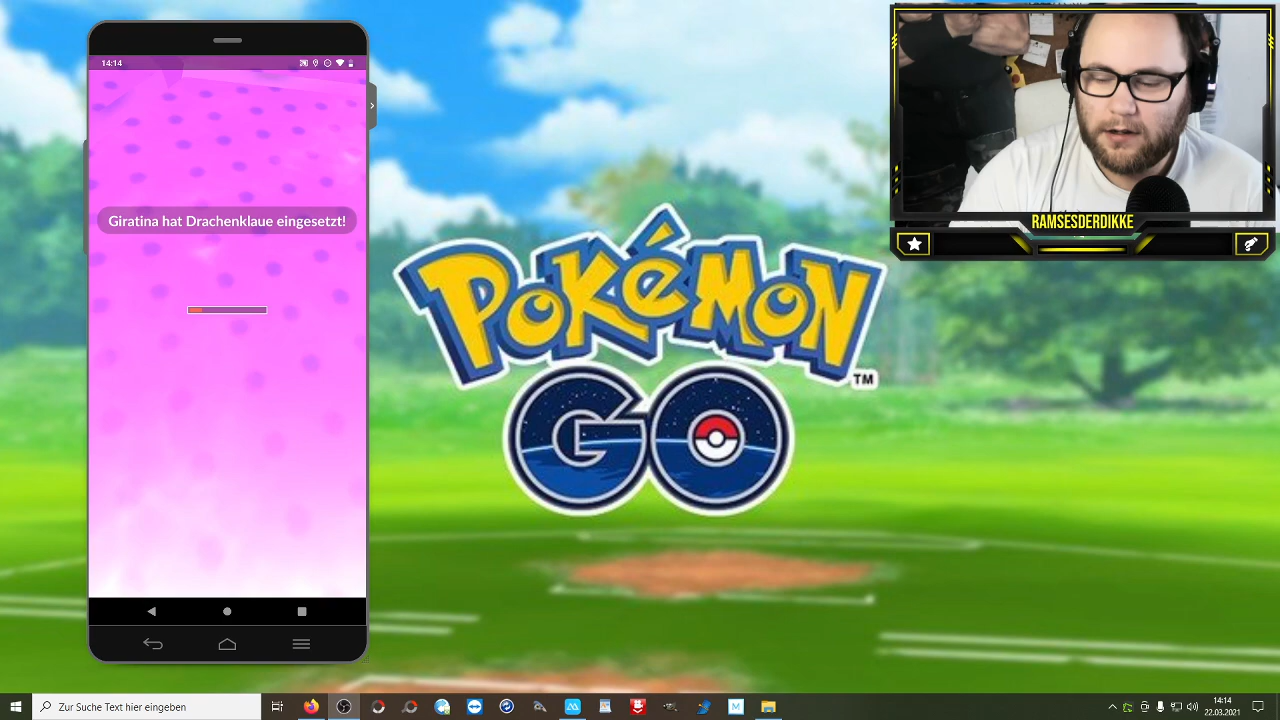 14:14
Giratina hat Drachenklaue eingesetzt!
POKÉMON
TM
GO
RAMSESDERDIKKE
Zur Suche Text hier eingeben
M
14:14
22.03.2021